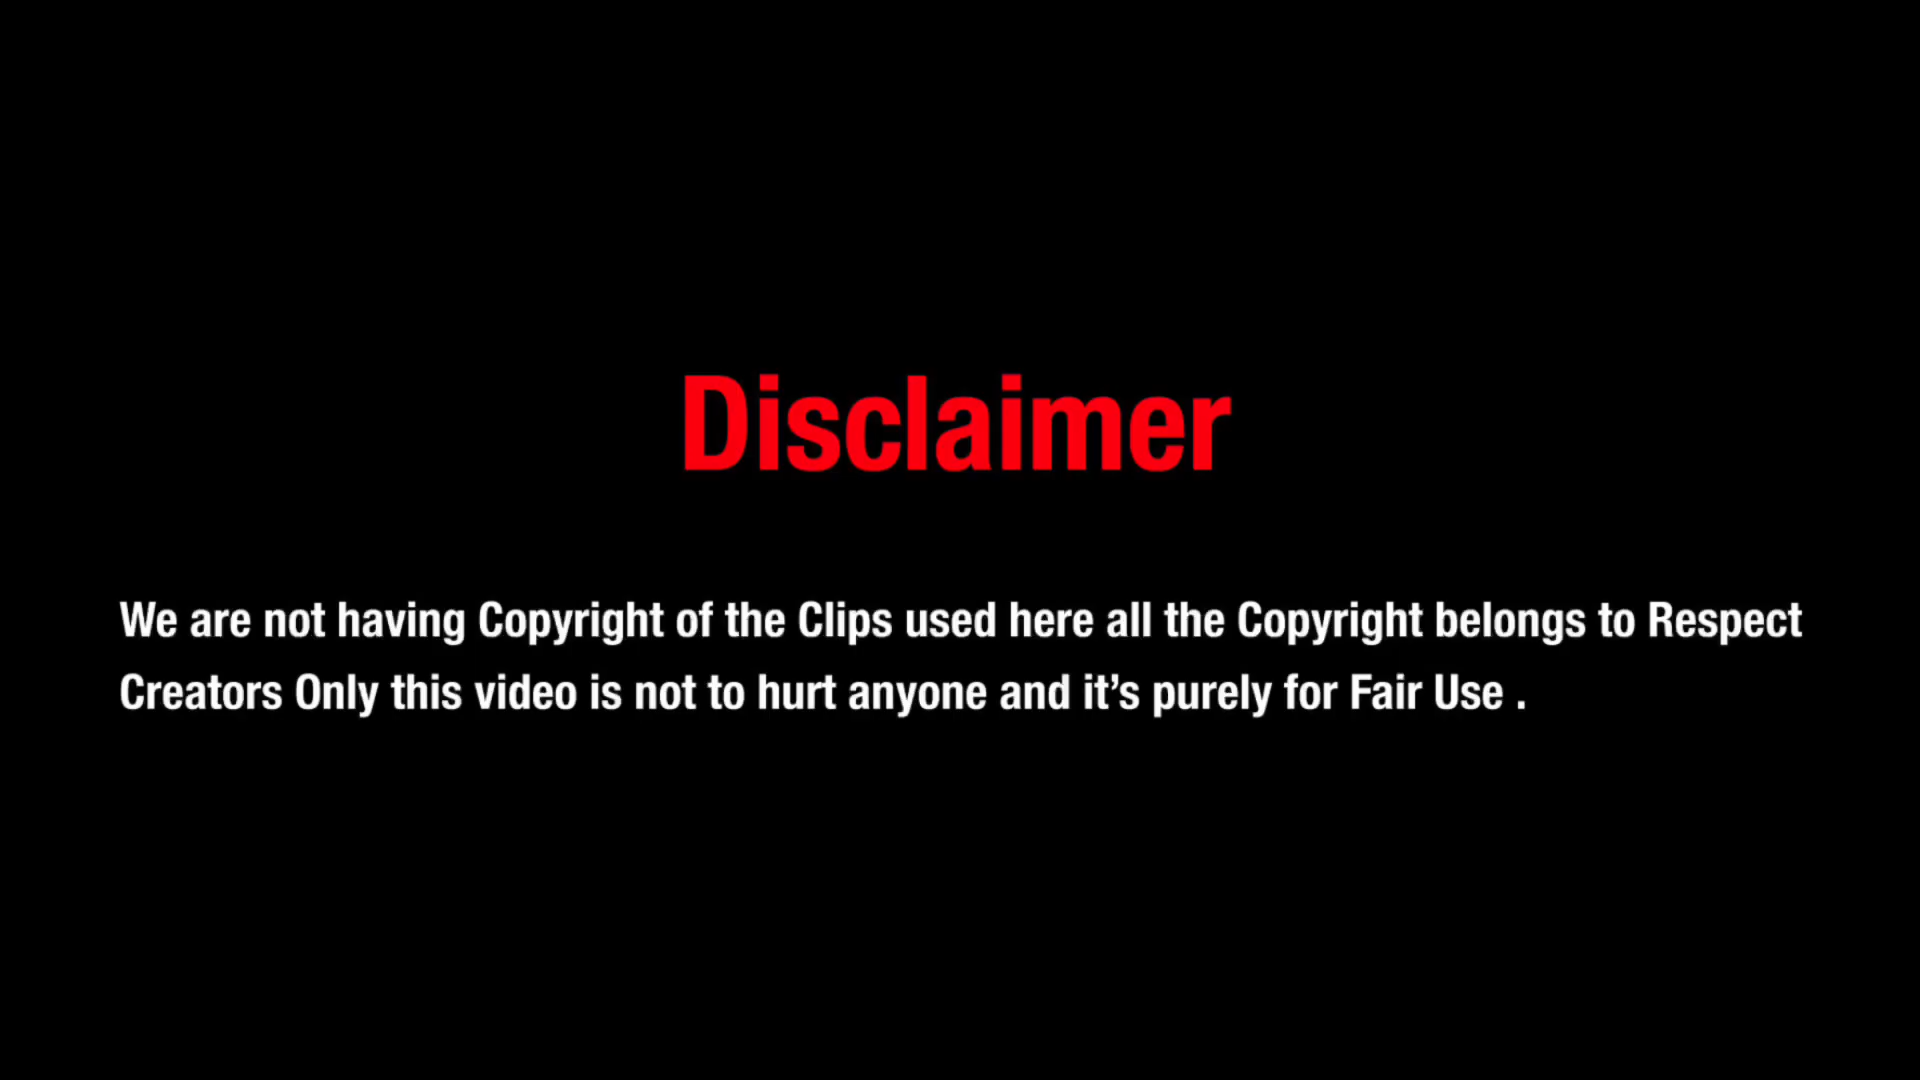 Disclaimer
We are not having Copyright of the Clips used here all the Copyright belongs to Respect
Creators Only this video is not to hurt anyone and it’s purely for Fair Use .